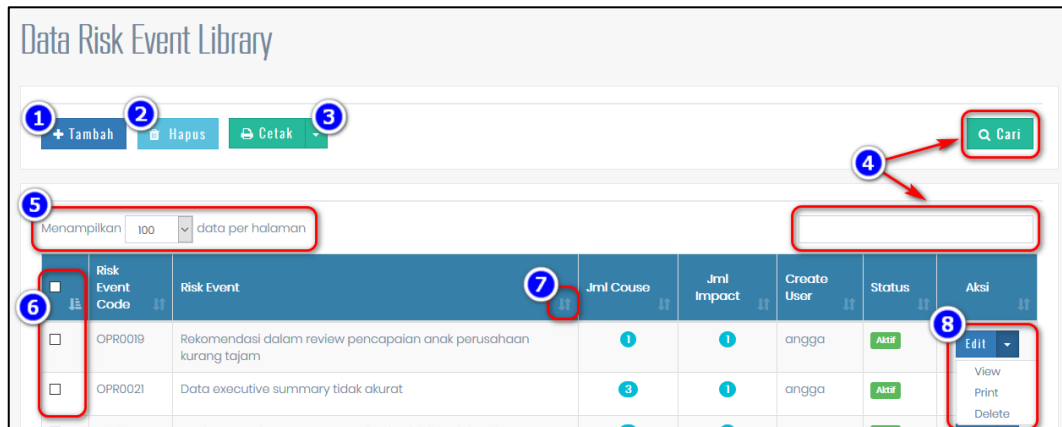 Data Risk Event Library
1 2 3
+ Tambah Hapus Cetak Cari
4
5
Menampilkan 100 data per halaman
6 7
Risk Event Code Risk Event Jml Couse Jml Impact Create User Status Aksi
8
OPR0019 Rekomendasi dalam review pencapaian anak perusahaan kurang tajam 1 1 angga Aktif Edit
View
Print
Delete
OPR0021 Data executive summary tidak akurat 3 1 angga Aktif